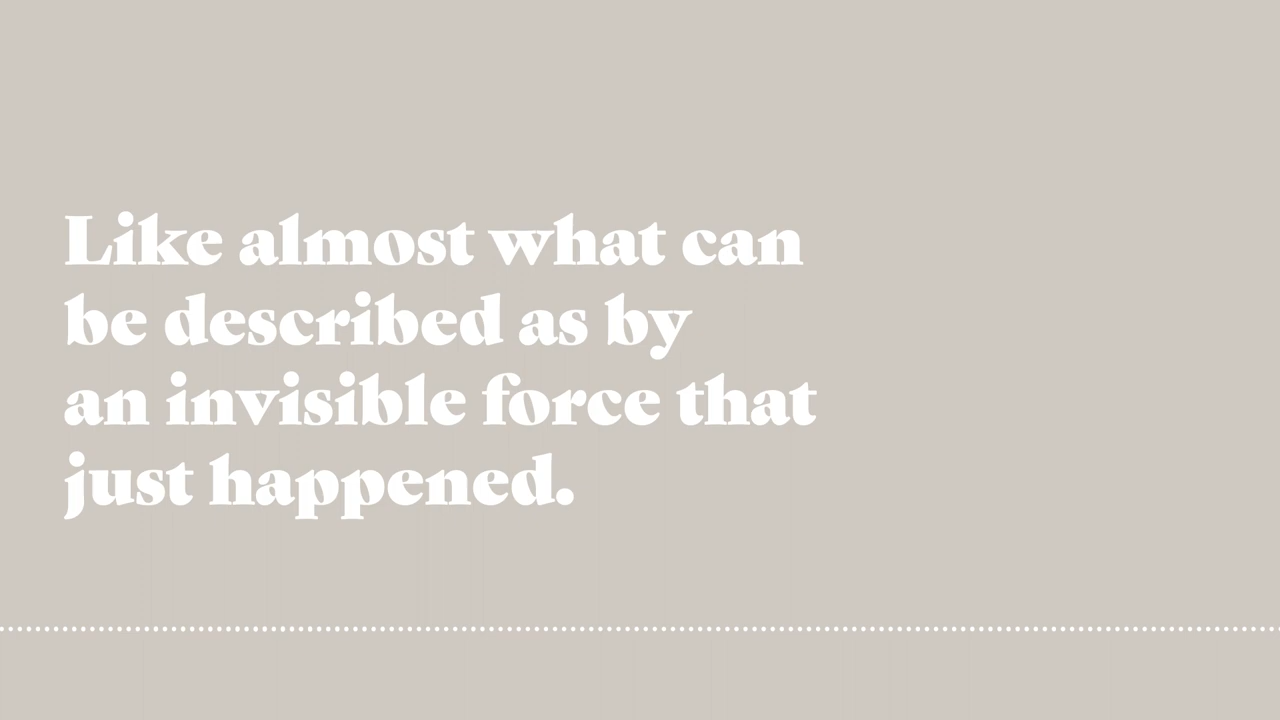 Like almost what can
be described as by
an invisible force that
just happened.